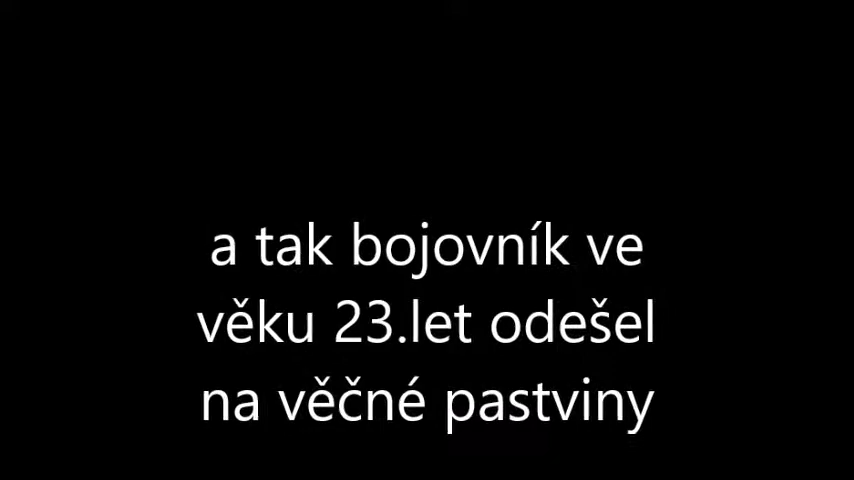 a tak bojovník ve
věku 23.let odešel
na věčné pastviny